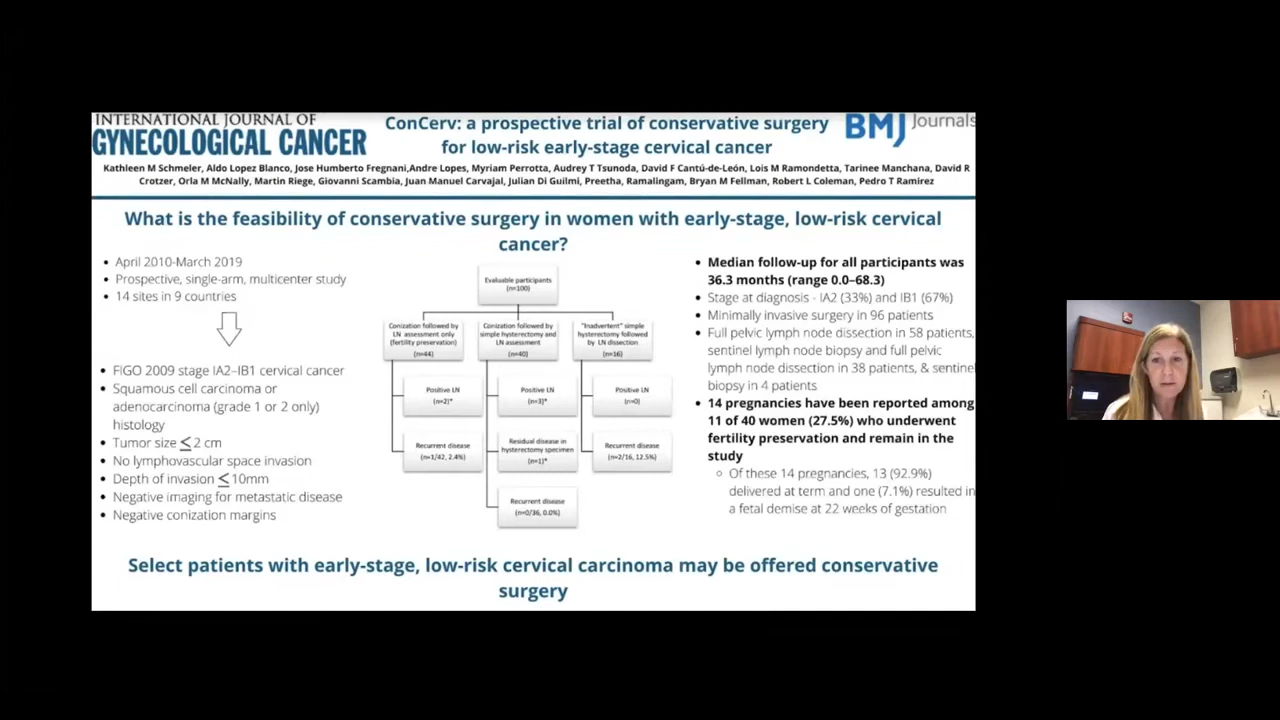 INTERNATIONAL JOURNAL OF
GYNECOLOGICAL CANCER
ConCerv: a prospective trial of conservative surgery
for low-risk early-stage cervical cancer
BMJ Journals
Kathleen M Schmeler, Aldo Lopez Blanco, Jose Humberto Fregnani,Andre Lopes, Myriam Perrotta, Audrey T Tsunoda, David F Cantú-de-León, Lois M Ramondetta, Tarinee Manchana, David R
Crotzer, Orla M McNally, Martin Riege, Giovanni Scambia, Juan Manuel Carvajal, Julian Di Guilmi, Preetha, Ramalingam, Bryan M Fellman, Robert L Coleman, Pedro T Ramirez
What is the feasibility of conservative surgery in women with early-stage, low-risk cervical
cancer?
• April 2010-March 2019
• Prospective, single-arm, multicenter study
• 14 sites in 9 countries
• FIGO 2009 stage IA2–IB1 cervical cancer
• Squamous cell carcinoma or
adenocarcinoma (grade 1 or 2 only)
histology
• Tumor size ≤ 2 cm
• No lymphovascular space invasion
• Depth of invasion ≤ 10mm
• Negative imaging for metastatic disease
• Negative conization margins
Evaluable participants
(n=100)
Conization followed by
LN assessment only
(fertility preservation)
(n=44)
Positive LN
(n=2)*
Recurrent disease
(n=1/42, 2.4%)
Conization followed by
simple hysterectomy and
LN assessment
(n=40)
Positive LN
(n=3)*
Residual disease in
hysterectomy specimen
(n=1)*
Recurrent disease
(n=0/36, 0.0%)
"Inadvertent" simple
hysterectomy followed
by LN dissection
(n=16)
Positive LN
(n=0)
Recurrent disease
(n=2/16, 12.5%)
• Median follow-up for all participants was
36.3 months (range 0.0–68.3)
• Stage at diagnosis - IA2 (33%) and IB1 (67%)
• Minimally invasive surgery in 96 patients
• Full pelvic lymph node dissection in 58 patients,
sentinel lymph node biopsy and full pelvic
lymph node dissection in 38 patients, & sentinel
biopsy in 4 patients
• 14 pregnancies have been reported among
11 of 40 women (27.5%) who underwent
fertility preservation and remain in the
study
○ Of these 14 pregnancies, 13 (92.9%)
delivered at term and one (7.1%) resulted in
a fetal demise at 22 weeks of gestation
Select patients with early-stage, low-risk cervical carcinoma may be offered conservative
surgery